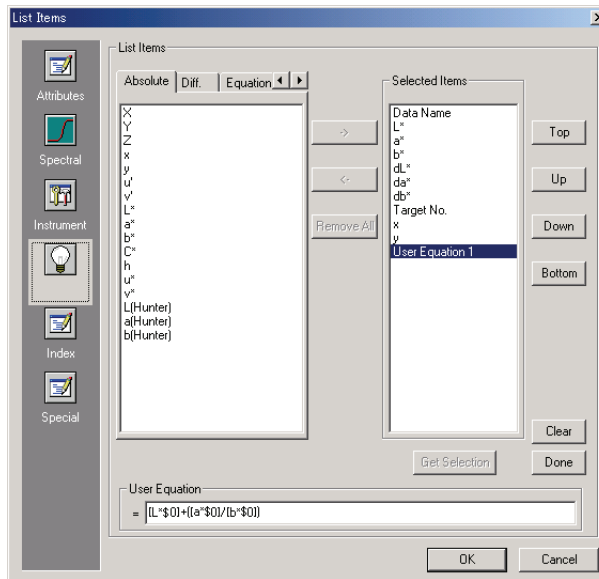 List Items
Attributes
Spectral
Instrument
Index
Special
List Items
Absolute
Diff.
Equation
X
Y
Z
x
y
u'
v'
L*
a*
b*
C*
h
u*
v*
L(Hunter)
a(Hunter)
b(Hunter)
->
<-
Remove All
Selected Items
Data Name
L*
a*
b*
dL*
da*
db*
Target No.
x
y
User Equation 1
Top
Up
Down
Bottom
Clear
Get Selection
Done
User Equation
= [L*$0]+([a*$0]/[b*$0])
OK
Cancel